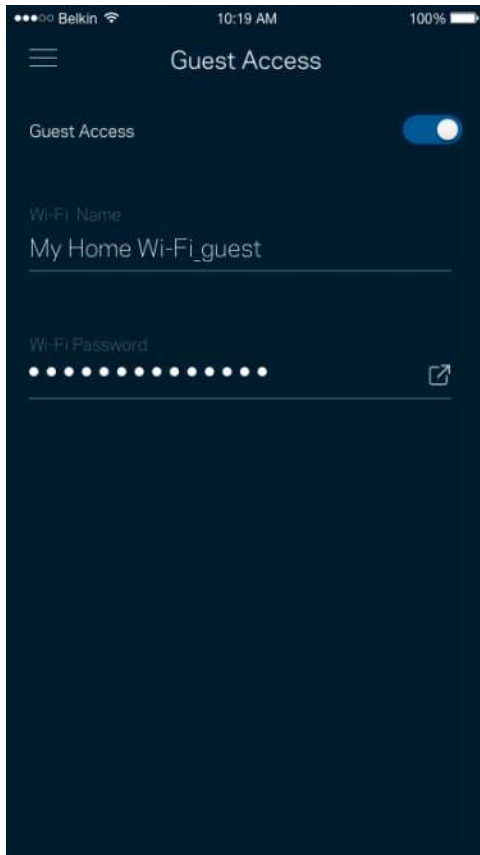 Belkin 10:19 AM 100%
Guest Access
Guest Access
Wi-Fi Name
My Home Wi-Fi_guest
Wi-Fi Password
••••••••••••••